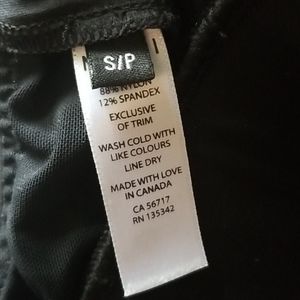 S/P
88% NYLON
12% SPANDEX
EXCLUSIVE
OF TRIM
WASH COLD WITH
LIKE COLOURS
LINE DRY
MADE WITH LOVE
IN CANADA
CA 56717
RN 135342